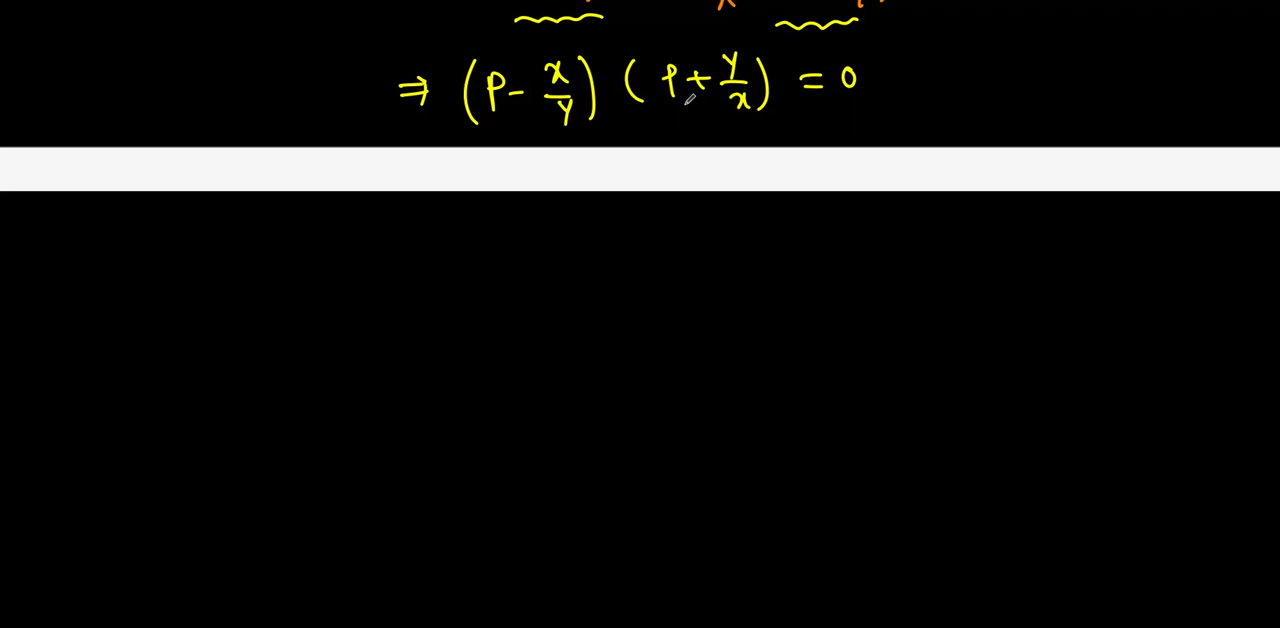 ⇒ (P - x/y) (P + y/x) = 0